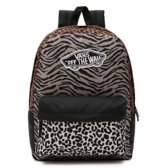 VANS
"OFF THE WALL"